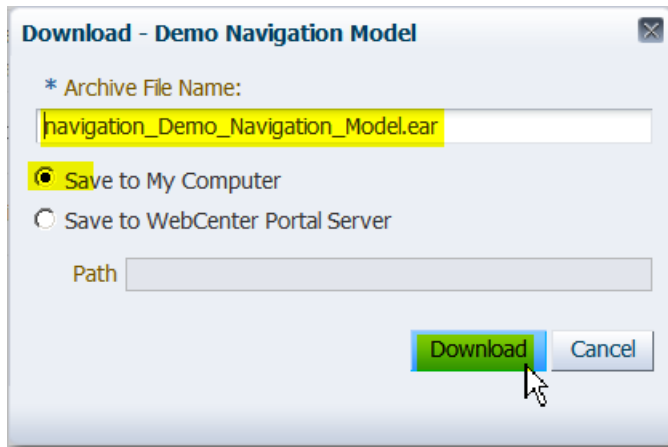 Download - Demo Navigation Model
* Archive File Name:
navigation_Demo_Navigation_Model.ear
Save to My Computer
Save to WebCenter Portal Server
Path
Download Cancel